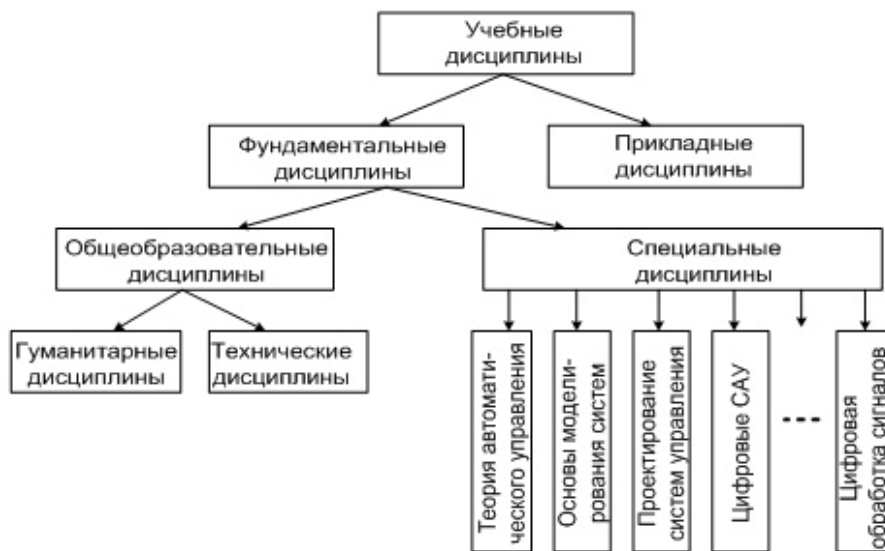 Учебные
дисциплины
Фундаментальные
дисциплины
Прикладные
дисциплины
Общеобразовательные
дисциплины
Специальные
дисциплины
Гуманитарные
дисциплины
Технические
дисциплины
Теория автомати-
ческого управления
Основы модели-
рования систем
Проектирование
систем управления
Цифровые САУ
Цифровая
обработка сигналов